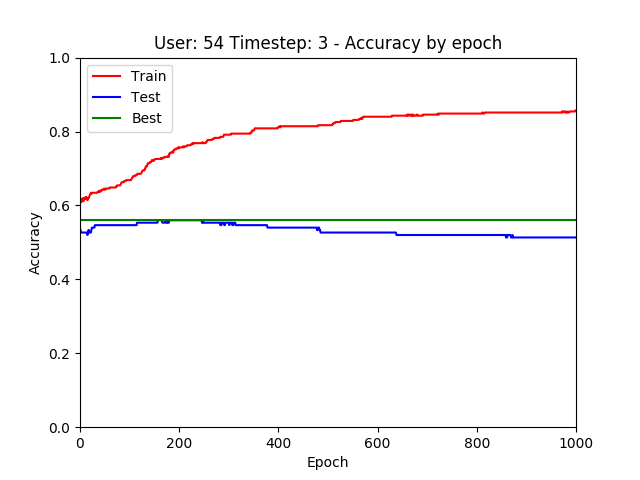 User: 54 Timestep: 3 - Accuracy by epoch
1.0
0.8
0.6
0.4
0.2
0.0
Accuracy
Train
Test
Best
0 200 400 600 800 1000
Epoch